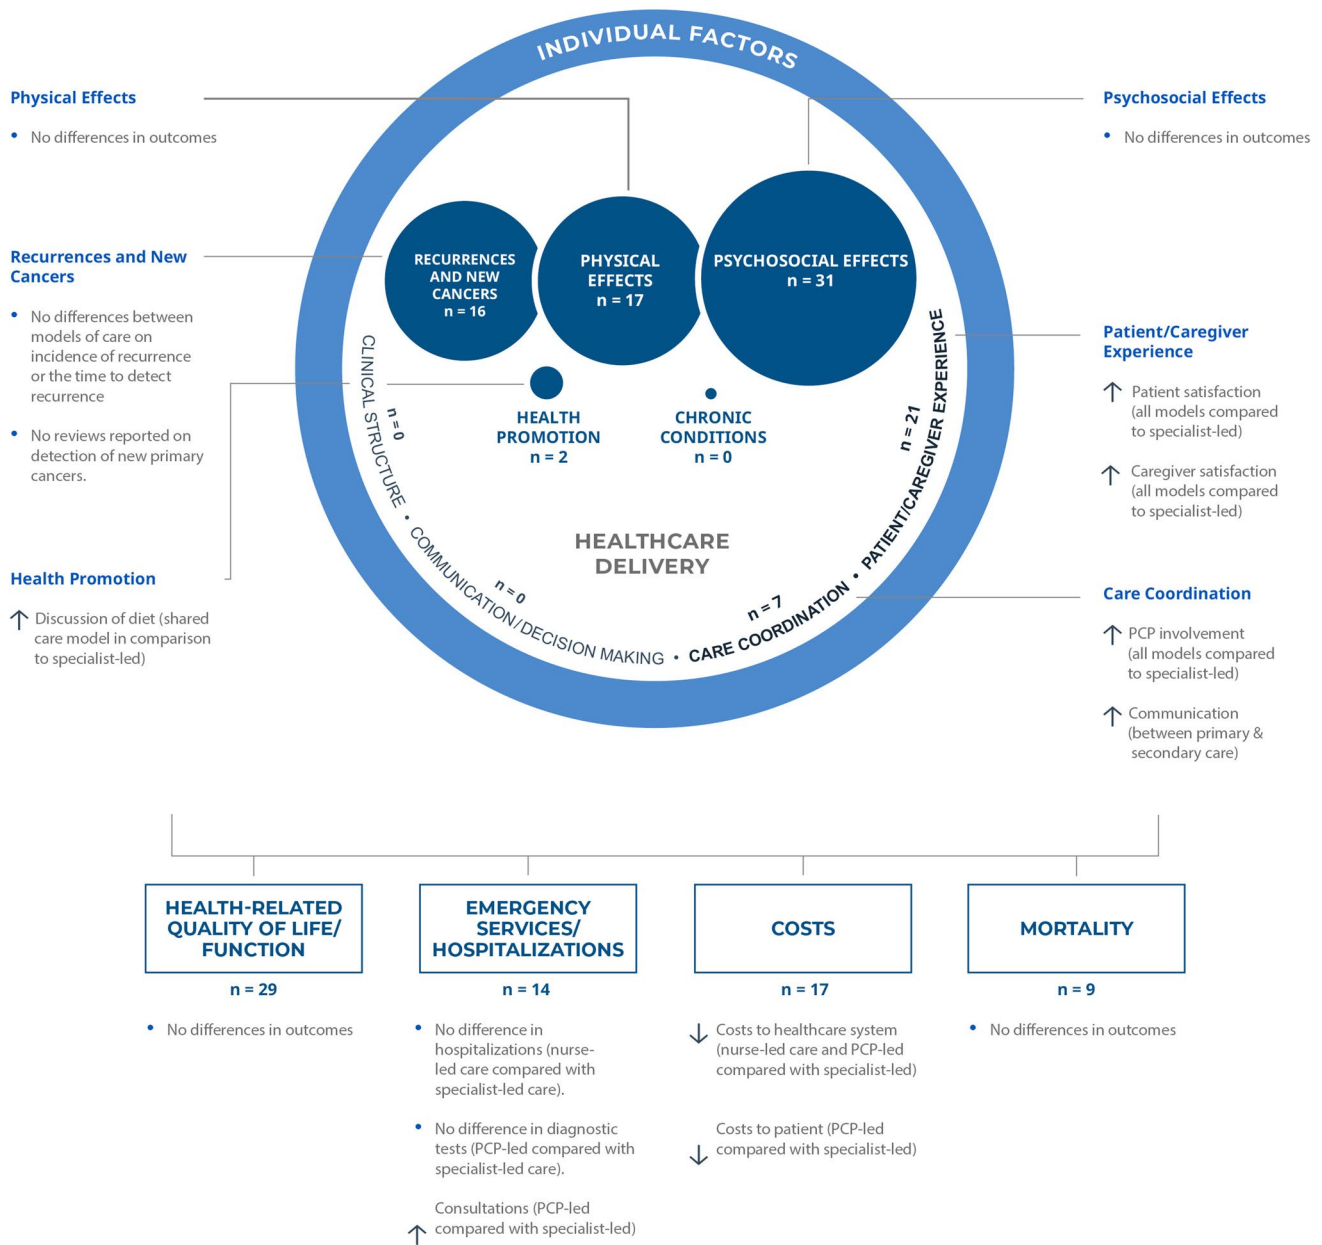 INDIVIDUAL FACTORS
Physical Effects
• No differences in outcomes
Recurrences and New
Cancers
• No differences between
models of care on
incidence of recurrence
or the time to detect
recurrence
• No reviews reported on
detection of new primary
cancers.
Health Promotion
↑ Discussion of diet (shared
care model in comparison
to specialist-led)
RECURRENCES
AND NEW
CANCERS
n = 16
PHYSICAL
EFFECTS
n = 17
PSYCHOSOCIAL EFFECTS
n = 31
HEALTH
PROMOTION
n = 2
CHRONIC
CONDITIONS
n = 0
HEALTHCARE
DELIVERY
CLINICAL STRUCTURE • COMMUNICATION/DECISION MAKING • CARE COORDINATION • PATIENT/CAREGIVER EXPERIENCE
n = 0
n = 0
n = 7
n = 21
Psychosocial Effects
• No differences in outcomes
Patient/Caregiver
Experience
↑ Patient satisfaction
(all models compared
to specialist-led)
↑ Caregiver satisfaction
(all models compared
to specialist-led)
Care Coordination
↑ PCP involvement
(all models compared
to specialist-led)
↑ Communication
(between primary &
secondary care)
HEALTH-RELATED
QUALITY OF LIFE/
FUNCTION
n = 29
• No differences in outcomes
EMERGENCY
SERVICES/
HOSPITALIZATIONS
n = 14
• No difference in
hospitalizations (nurse-
led care compared with
specialist-led care).
• No difference in diagnostic
tests (PCP-led compared with
specialist-led care).
Consultations (PCP-led
↑ compared with specialist-led)
COSTS
n = 17
↓ Costs to healthcare system
(nurse-led care and PCP-led
compared with specialist-led)
Costs to patient (PCP-led
↓ compared with specialist-led)
MORTALITY
n = 9
• No differences in outcomes